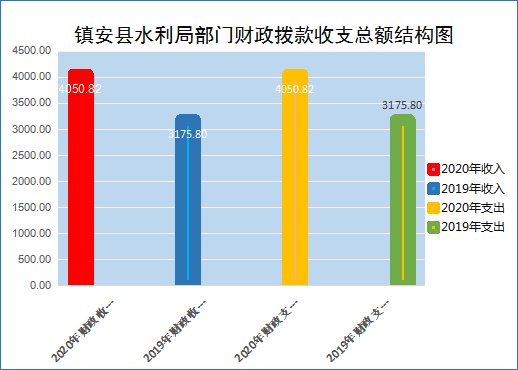 镇安县水利局部门财政拨款收支总额结构图
4500.00
4000.00
3500.00
3000.00
2500.00
2000.00
1500.00
1000.00
500.00
0.00
4050.82
3175.80
4050.82
3175.80
2020年财政收…
2019年财政收…
2020年财政支…
2019年财政支…
2020年收入
2019年收入
2020年支出
2019年支出